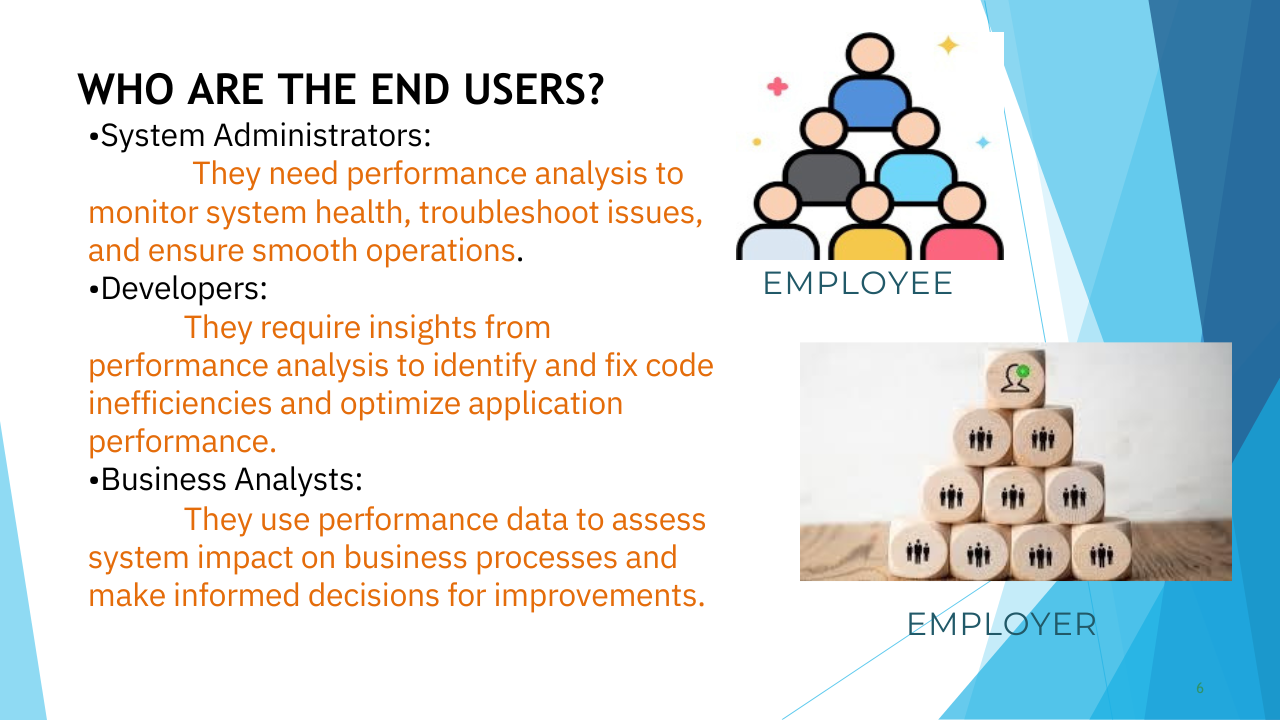 WHO ARE THE END USERS?
•System Administrators:
They need performance analysis to
monitor system health, troubleshoot issues,
and ensure smooth operations.
•Developers:
They require insights from
performance analysis to identify and fix code
inefficiencies and optimize application
performance.
•Business Analysts:
They use performance data to assess
system impact on business processes and
make informed decisions for improvements.
EMPLOYEE
EMPLOYER
6